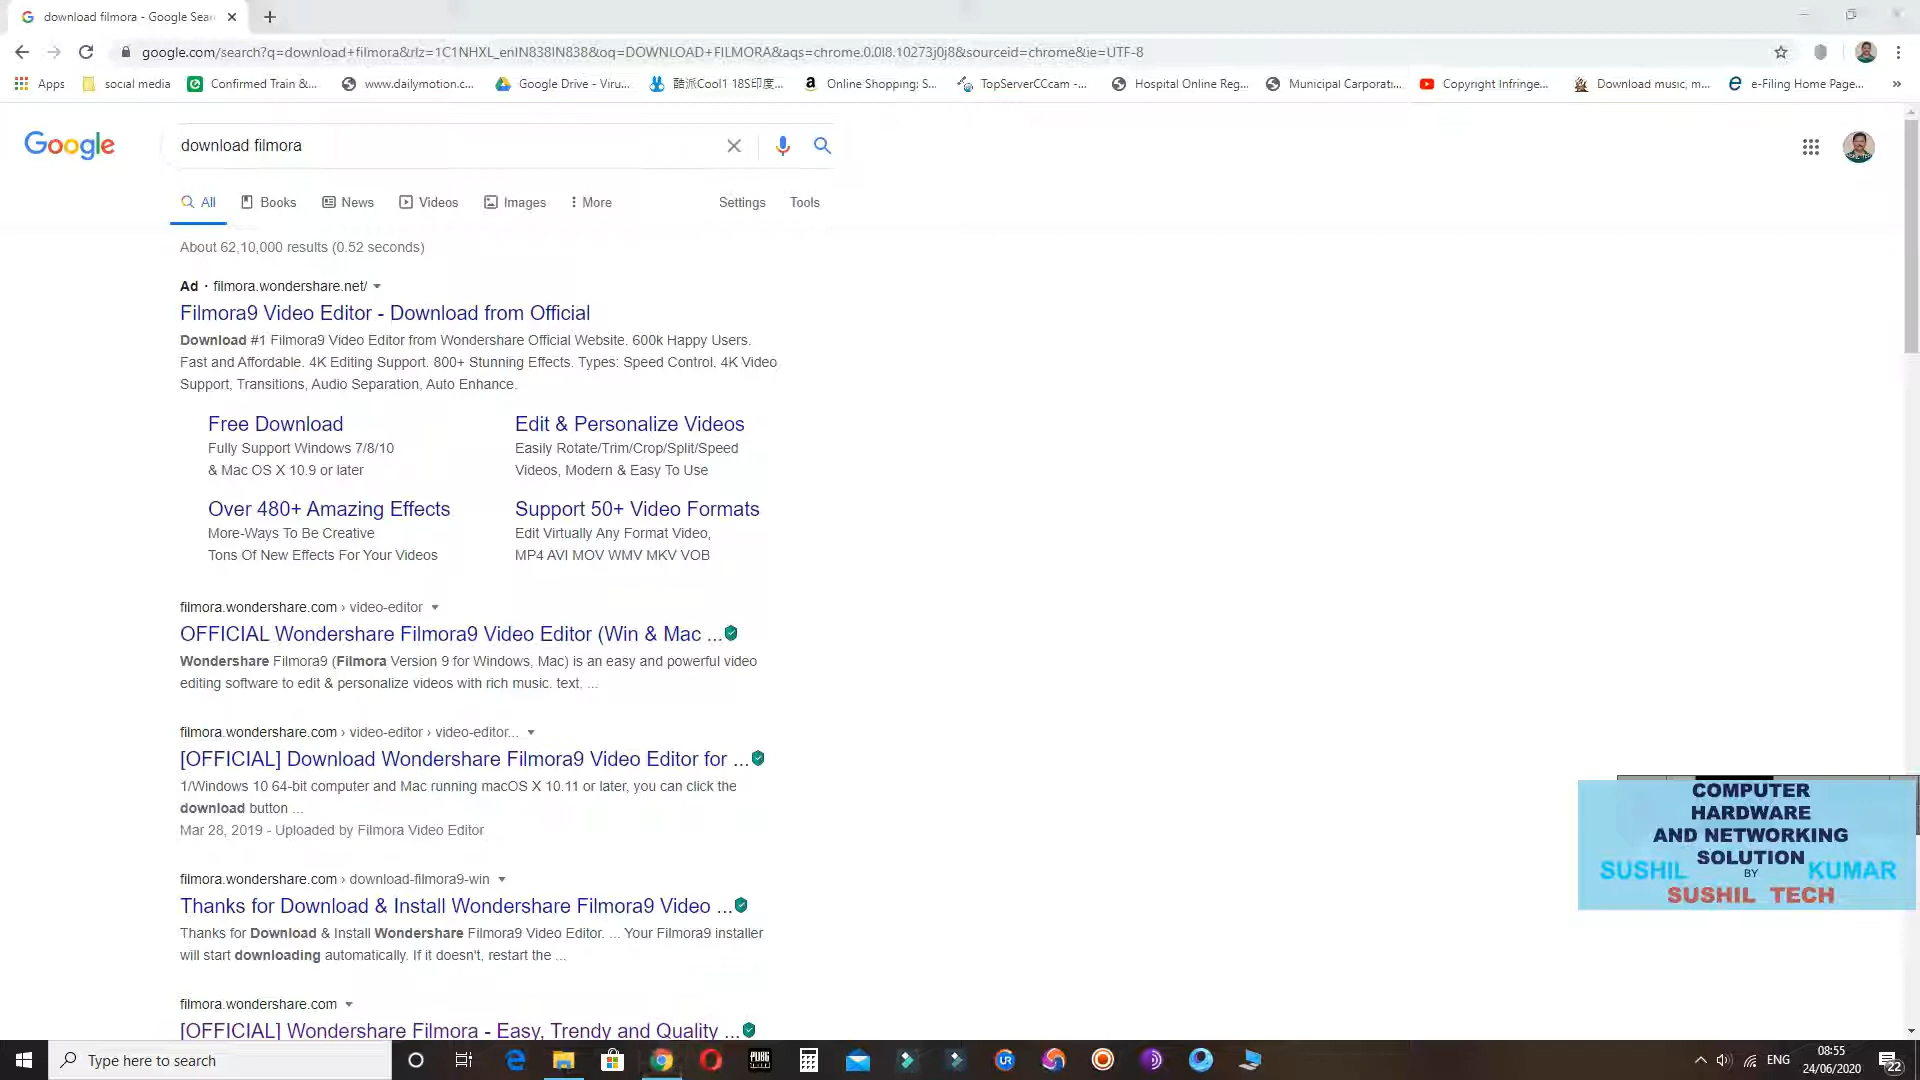 download filmora - Google Sear
google.com/search?q=download+filmora&rlz=1C1NHXL_enIN838IN838&oq=DOWNLOAD+FILMORA&aqs=chrome.0.0l8.10273j0j8&sourceid=chrome&ie=UTF-8
Apps social media Confirmed Train &... www.dailymotion.c... Google Drive - Viru... 酷派Cool1 18S印度... Online Shopping: S... TopServerCCcam -... Hospital Online Reg... Municipal Corporati... Copyright Infringe... Download music, m... e-Filing Home Page... »
Google download filmora
All Books News Videos Images More Settings Tools
About 62,10,000 results (0.52 seconds)
Ad · filmora.wondershare.net/
Filmora9 Video Editor - Download from Official
Download #1 Filmora9 Video Editor from Wondershare Official Website. 600k Happy Users.
Fast and Affordable. 4K Editing Support. 800+ Stunning Effects. Types: Speed Control. 4K Video
Support, Transitions, Audio Separation, Auto Enhance.
Free Download
Fully Support Windows 7/8/10
& Mac OS X 10.9 or later
Edit & Personalize Videos
Easily Rotate/Trim/Crop/Split/Speed
Videos, Modern & Easy To Use
Over 480+ Amazing Effects
More-Ways To Be Creative
Tons Of New Effects For Your Videos
Support 50+ Video Formats
Edit Virtually Any Format Video,
MP4 AVI MOV WMV MKV VOB
filmora.wondershare.com › video-editor
OFFICIAL Wondershare Filmora9 Video Editor (Win & Mac ...
Wondershare Filmora9 (Filmora Version 9 for Windows, Mac) is an easy and powerful video
editing software to edit & personalize videos with rich music. text, ...
filmora.wondershare.com › video-editor › video-editor...
[OFFICIAL] Download Wondershare Filmora9 Video Editor for ...
1/Windows 10 64-bit computer and Mac running macOS X 10.11 or later, you can click the
download button ...
Mar 28, 2019 - Uploaded by Filmora Video Editor
filmora.wondershare.com › download-filmora9-win
Thanks for Download & Install Wondershare Filmora9 Video ...
Thanks for Download & Install Wondershare Filmora9 Video Editor. ... Your Filmora9 installer
will start downloading automatically. If it doesn't, restart the ...
filmora.wondershare.com
[OFFICIAL] Wondershare Filmora - Easy, Trendy and Quality ...
COMPUTER
HARDWARE
AND NETWORKING
SOLUTION
SUSHIL BY KUMAR
SUSHIL TECH
Type here to search
PUBG
UR
ENG
08:55
24/06/2020
22